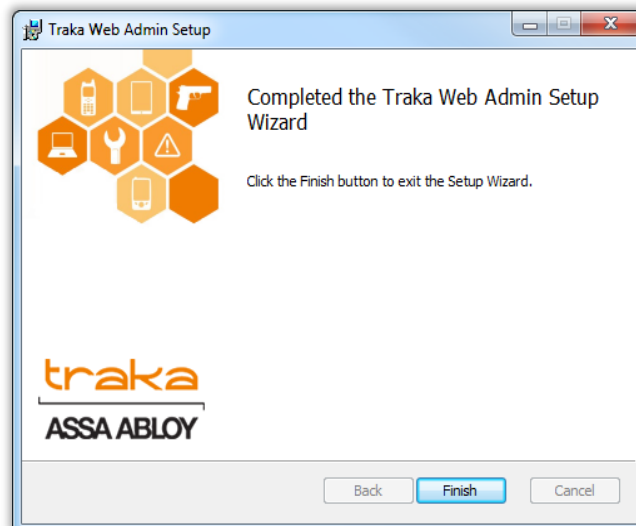 Traka Web Admin Setup
Completed the Traka Web Admin Setup
Wizard
Click the Finish button to exit the Setup Wizard.
traka
ASSA ABLOY
Back
Finish
Cancel